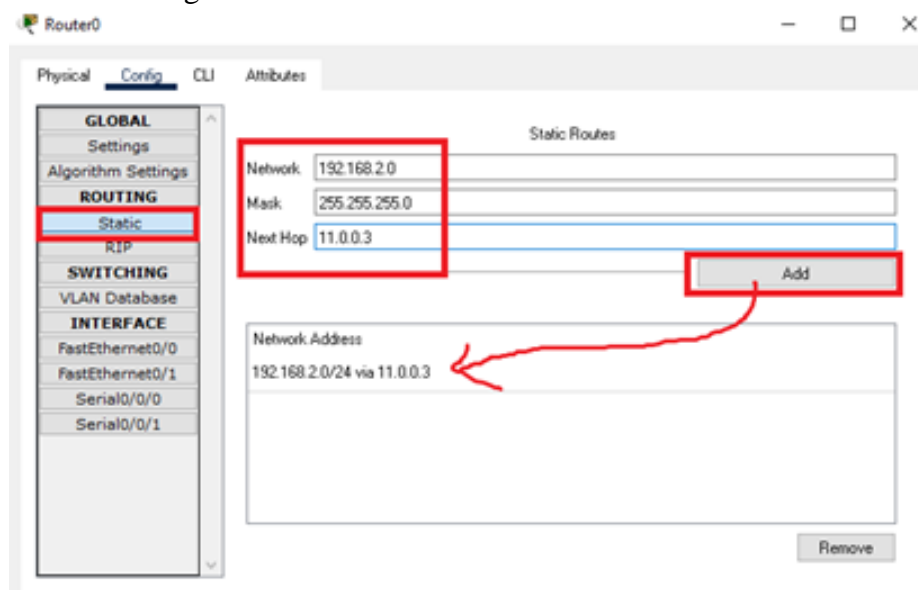 Router0
Physical Config CLI Attributes
GLOBAL
Settings
Algorithm Settings
ROUTING
Static
RIP
SWITCHING
VLAN Database
INTERFACE
FastEthernet0/0
FastEthernet0/1
Serial0/0/0
Serial0/0/1
Static Routes
Network 192.168.2.0
Mask 255.255.255.0
Next Hop 11.0.0.3
Add
Network Address
192.168.2.0/24 via 11.0.0.3
Remove